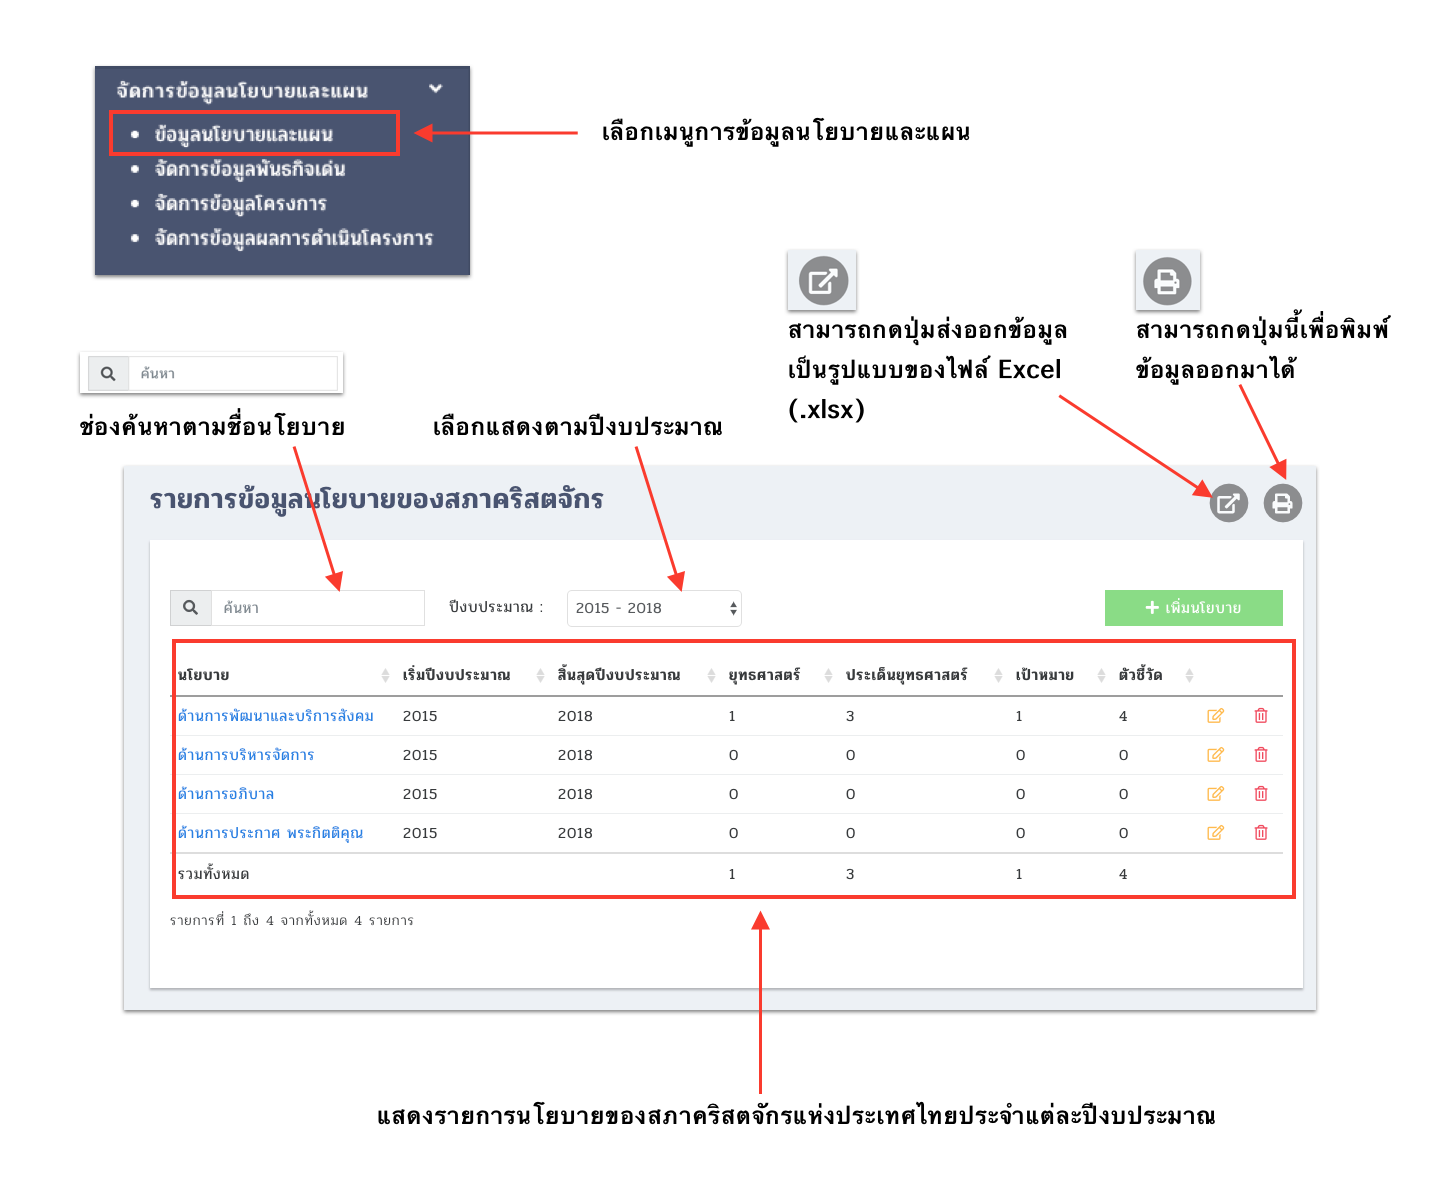 จัดการข้อมูลนโยบายและแผน
ข้อมูลนโยบายและแผน
เลือกเมนูการข้อมูลนโยบายและแผน
จัดการข้อมูลพันธกิจเด่น
จัดการข้อมูลโครงการ
จัดการข้อมูลผลการดำเนินโครงการ
สามารถกดปุ่มส่งออกข้อมูล
เป็นรูปแบบของไฟล์ Excel
(.xlsx)
สามารถกดปุ่มนี้เพื่อพิมพ์
ข้อมูลออกมาได้
ค้นหา
ช่องค้นหาตามชื่อนโยบาย
เลือกแสดงตามปีงบประมาณ
รายการข้อมูลนโยบายของสภาคริสตจักร
ค้นหา ปีงบประมาณ : 2015 - 2018 เพิ่มนโยบาย
นโยบาย เริ่มปีงบประมาณ สิ้นสุดปีงบประมาณ ยุทธศาสตร์ ประเด็นยุทธศาสตร์ เป้าหมาย ตัวชี้วัด
ด้านการพัฒนาและบริการสังคม 2015 2018 1 3 1 4
ด้านการบริหารจัดการ 2015 2018 0 0 0 0
ด้านการอภิบาล 2015 2018 0 0 0 0
ด้านการประกาศ พระกิตติคุณ 2015 2018 0 0 0 0
รวมทั้งหมด 1 3 1 4
รายการที่ 1 ถึง 4 จากทั้งหมด 4 รายการ
แสดงรายการนโยบายของสภาคริสตจักรแห่งประเทศไทยประจำแต่ละปีงบประมาณ